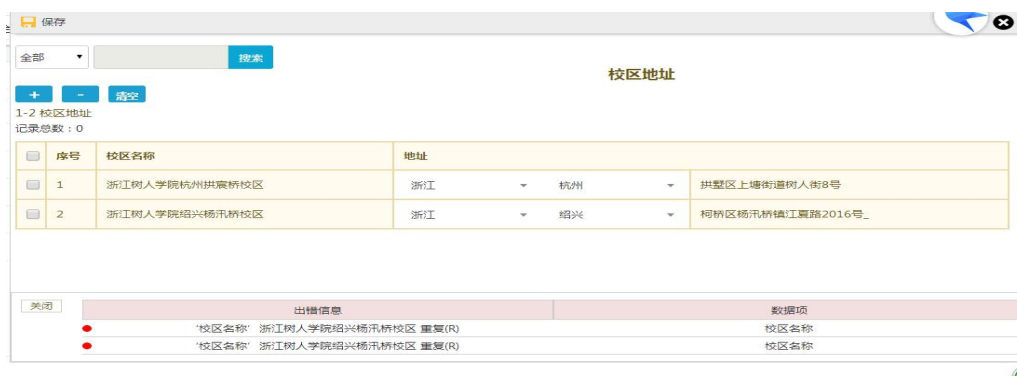 保存
全部 搜索
校区地址
+ - 清空
1-2 校区地址
记录总数:0
序号 校区名称 地址
1 浙江树人学院杭州拱宸桥校区 浙江 杭州 拱墅区上塘街道树人街8号
2 浙江树人学院绍兴杨汛桥校区 浙江 绍兴 柯桥区杨汛桥镇江夏路2016号_
关闭 出错信息 数据项
'校区名称' 浙江树人学院绍兴杨汛桥校区 重复(R) 校区名称
'校区名称' 浙江树人学院绍兴杨汛桥校区 重复(R) 校区名称